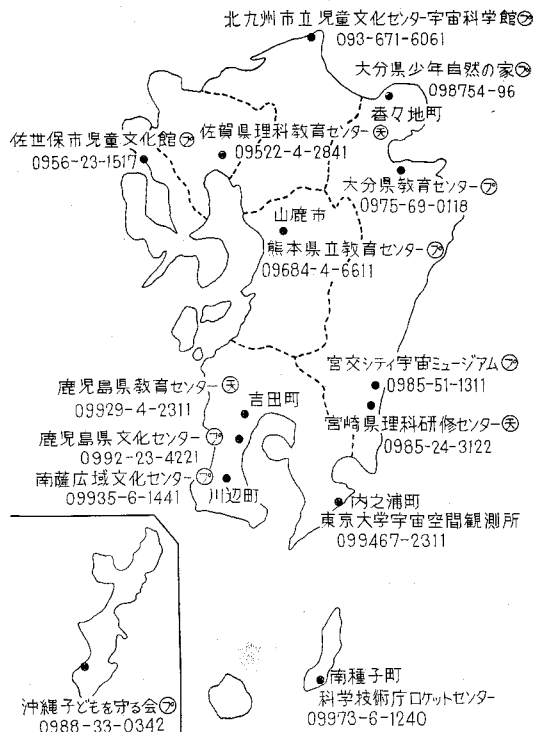 北九州市立児童文化センター宇宙科学館㋫
093-671-6061
大分県少年自然の家㋫
098754-96
香々地町
佐世保市児童文化館㋫
0956-23-1517
佐賀県理科教育センター㊝
09522-4-2841
大分県教育センター㋫
0975-69-0118
山鹿市
熊本県立教育センター㋫
09684-4-6611
宮交シティ宇宙ミュージアム㋫
0985-51-1311
鹿児島県教育センター㊝
09929-4-2311
吉田町
宮崎県理科研修センター㊝
0985-24-3122
鹿児島県文化センター㋫
0992-23-4221
南薩広域文化センター㋫
09935-6-1441
川辺町
内之浦町
東京大学宇宙空間観測所
099467-2311
沖縄子どもを守る会㋫
0988-33-0342
南種子町
科学技術庁ロケットセンター
09973-6-1240